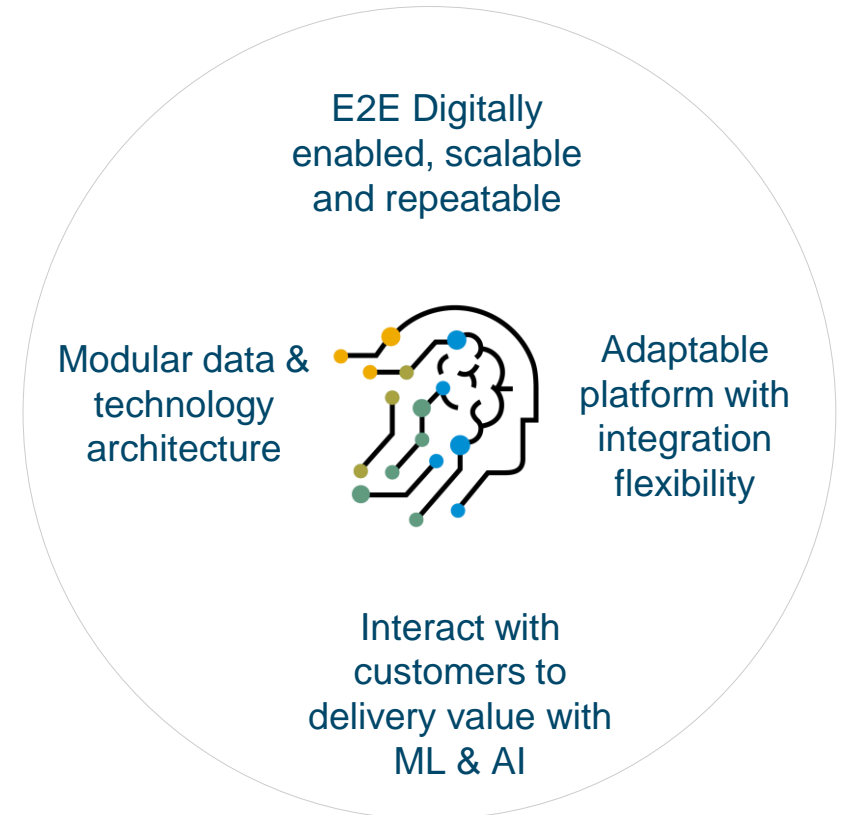 E2E Digitally
enabled, scalable
and repeatable
Modular data &
technology
architecture
Adaptable
platform with
integration
flexibility
Interact with
customers to
delivery value with
ML & AI